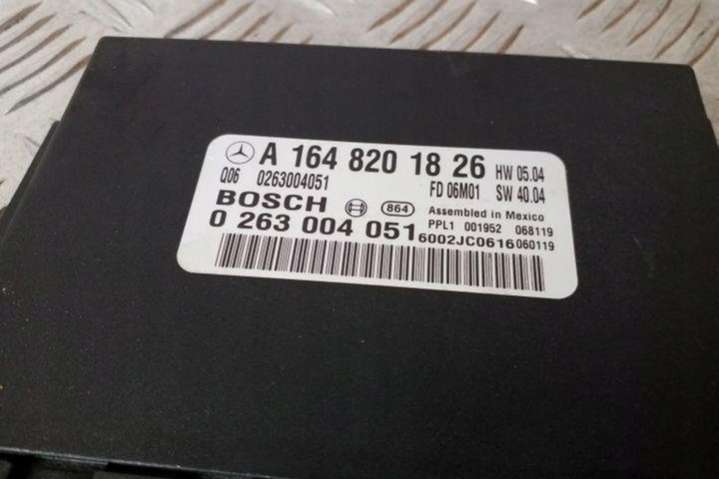 A 164 820 18 26 HW 05.04
Q06 0263004051 FD 06M01 SW 40.04
BOSCH 864 Assembled in Mexico
PPL1 001952 068119
0 263 004 051 6002JC0616 060119